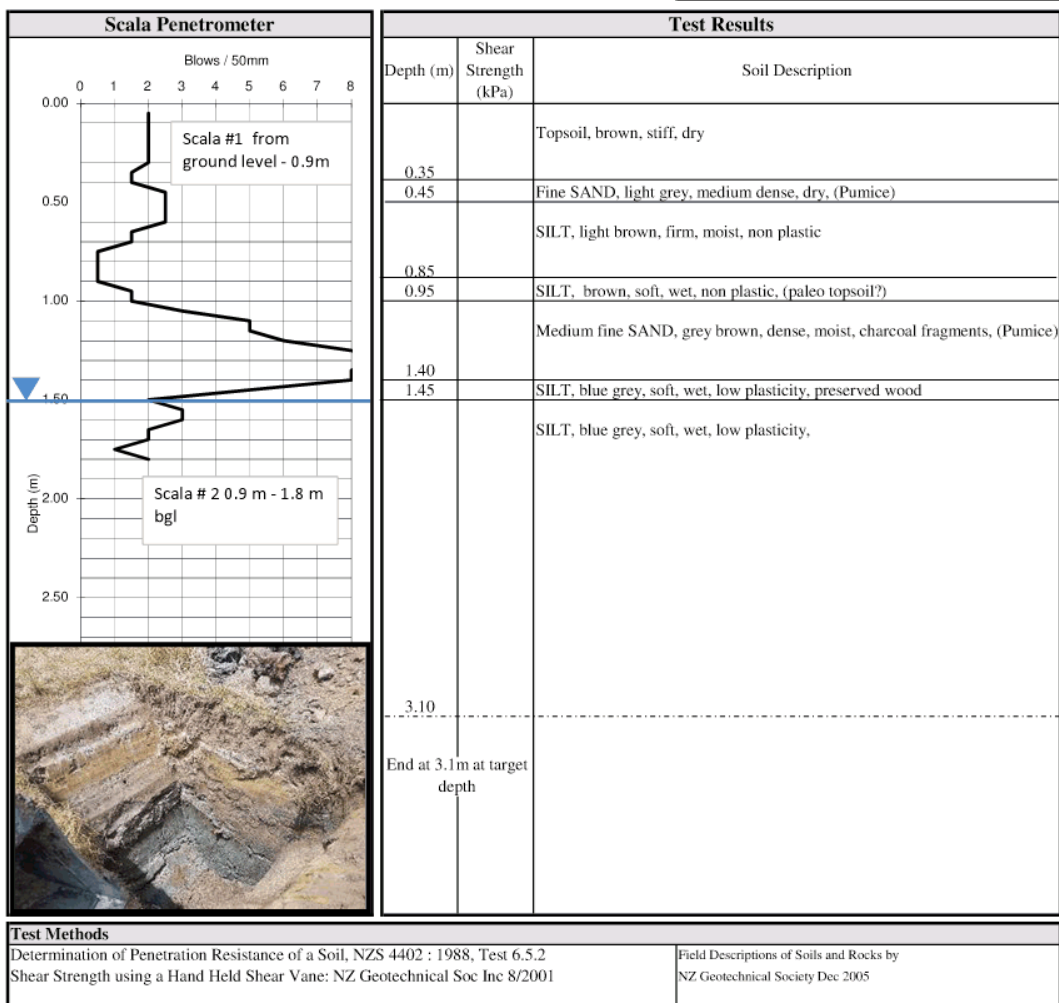 Scala Penetrometer
Blows / 50mm
0 1 2 3 4 5 6 7 8
0.00
0.50
1.00
1.50
2.00
2.50
Depth (m)
Scala #1 from
ground level - 0.9m
Scala # 2 0.9 m - 1.8 m
bgl
Test Results
Depth (m)
Shear
Strength
(kPa)
Soil Description
Topsoil, brown, stiff, dry
0.35
0.45 Fine SAND, light grey, medium dense, dry, (Pumice)
SILT, light brown, firm, moist, non plastic
0.85
0.95 SILT, brown, soft, wet, non plastic, (paleo topsoil?)
Medium fine SAND, grey brown, dense, moist, charcoal fragments, (Pumice)
1.40
1.45 SILT, blue grey, soft, wet, low plasticity, preserved wood
SILT, blue grey, soft, wet, low plasticity,
3.10
End at 3.1m at target
depth
Test Methods
Determination of Penetration Resistance of a Soil, NZS 4402 : 1988, Test 6.5.2
Shear Strength using a Hand Held Shear Vane: NZ Geotechnical Soc Inc 8/2001
Field Descriptions of Soils and Rocks by
NZ Geotechnical Society Dec 2005